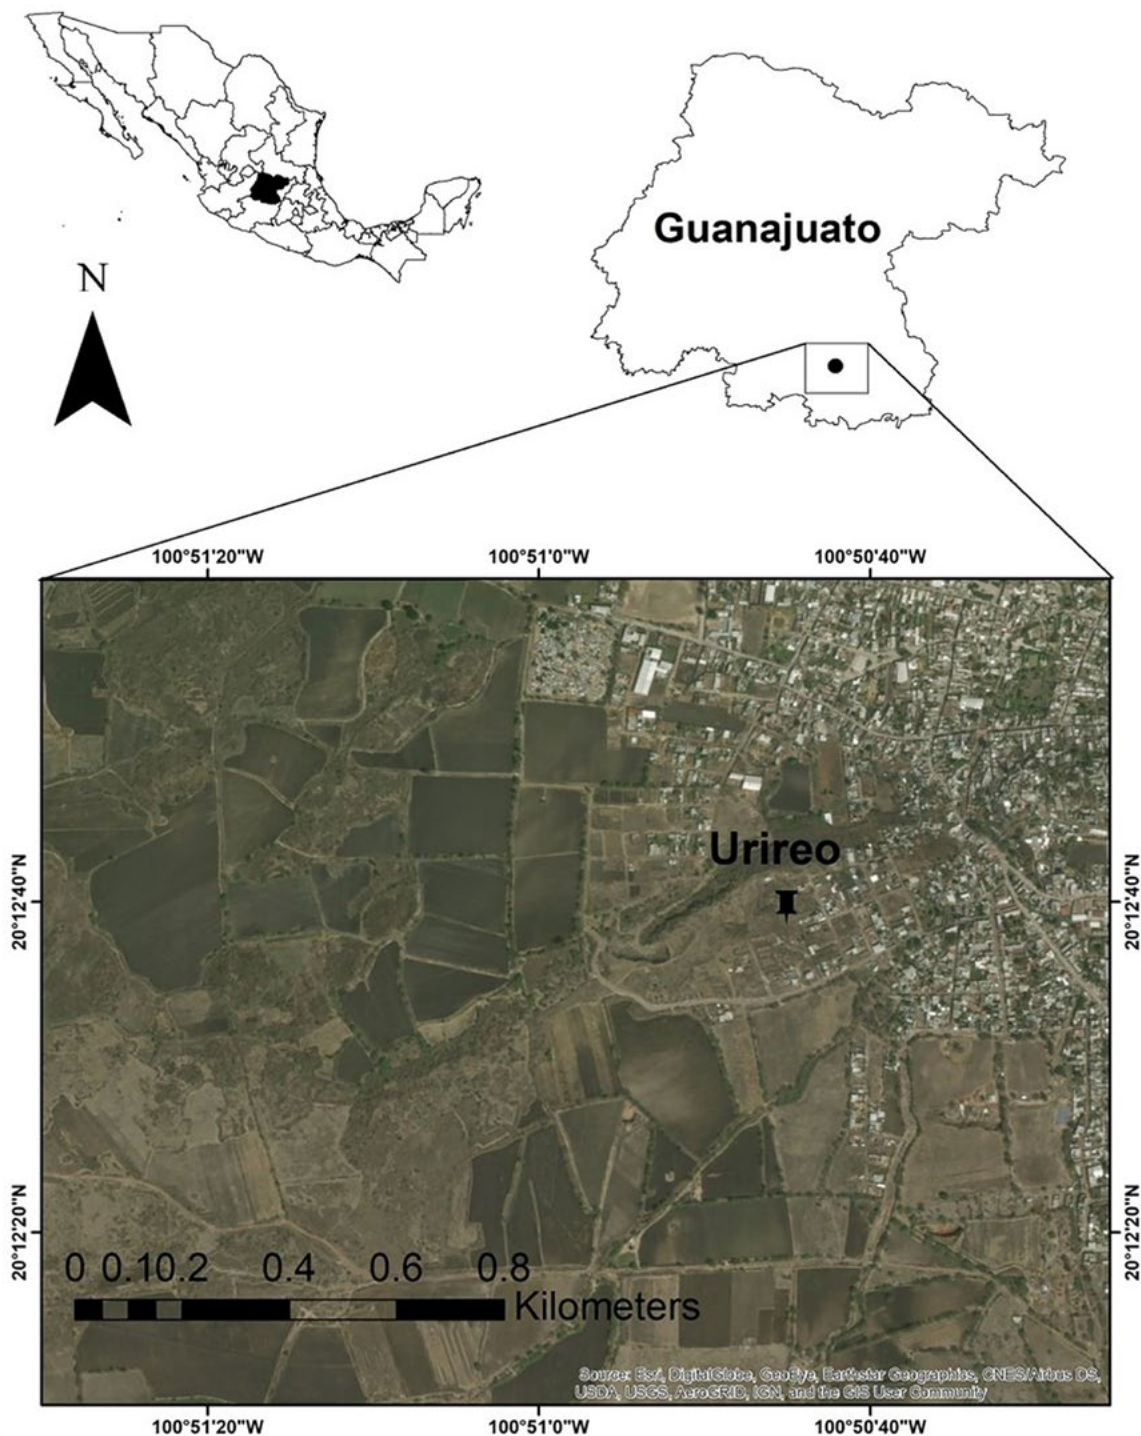 Guanajuato
N
100°51'20"W 100°51'0"W 100°50'40"W
Urireo
20°12'40"N 20°12'40"N
20°12'20"N 20°12'20"N
0 0.10.2 0.4 0.6 0.8
Kilometers
Source: Esri, DigitalGlobe, GeoEye, Earthstar Geographics, CNES/Airbus DS,
USDA, USGS, AeroGRID, IGN, and the GIS User Community
100°51'20"W 100°51'0"W 100°50'40"W